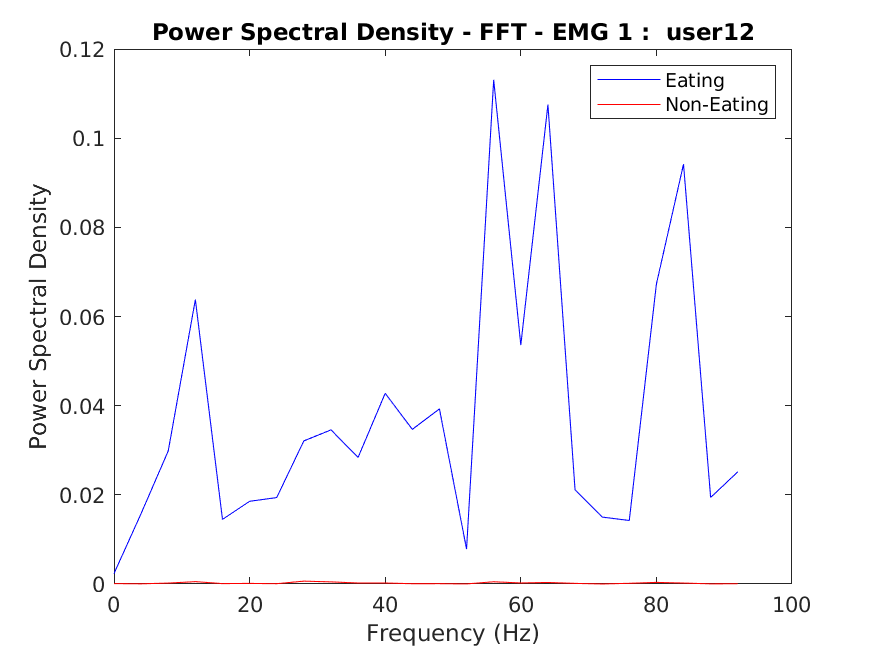 Power Spectral Density - FFT - EMG 1 :  user12
0.12
0.1
0.08
0.06
0.04
0.02
0
Power Spectral Density
Eating
Non-Eating
0 20 40 60 80 100
Frequency (Hz)